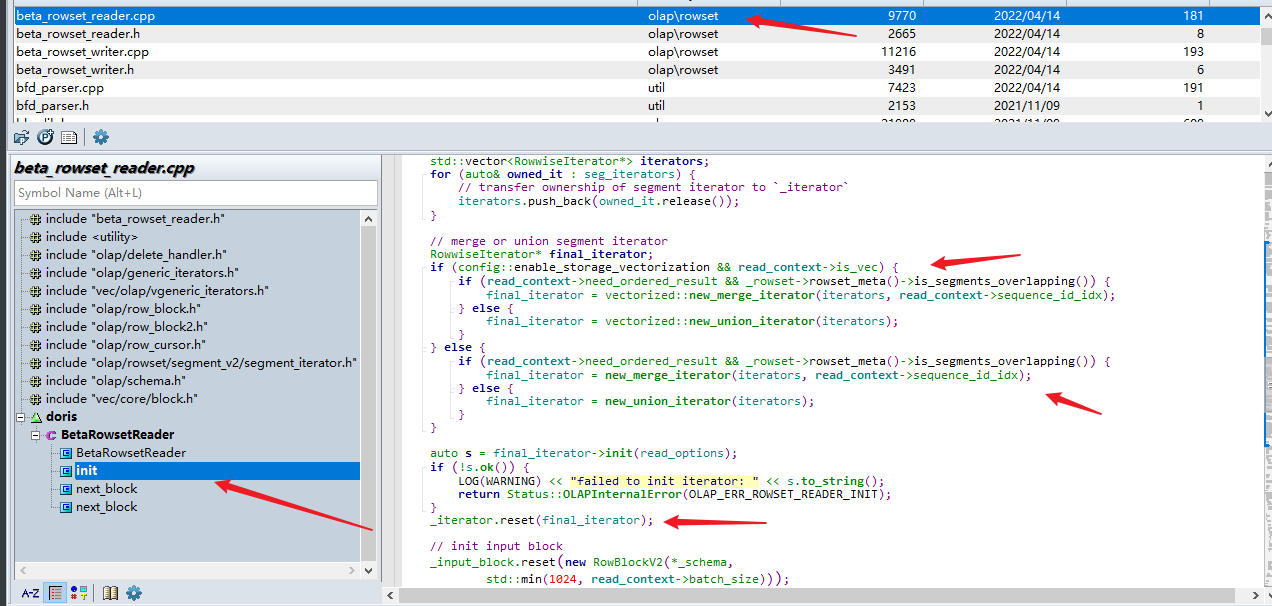 beta_rowset_reader.cpp olap\rowset 9770 2022/04/14 181
beta_rowset_reader.h olap\rowset 2665 2022/04/14 8
beta_rowset_writer.cpp olap\rowset 11216 2022/04/14 193
beta_rowset_writer.h olap\rowset 3491 2022/04/14 6
bfd_parser.cpp util 7423 2022/04/14 191
bfd_parser.h util 2153 2021/11/09 1
beta_rowset_reader.cpp
Symbol Name (Alt+L)
include "beta_rowset_reader.h"
include <utility>
include "olap/delete_handler.h"
include "olap/generic_iterators.h"
include "vec/olap/vgeneric_iterators.h"
include "olap/row_block.h"
include "olap/row_block2.h"
include "olap/row_cursor.h"
include "olap/rowset/segment_v2/segment_iterator.h"
include "olap/schema.h"
include "vec/core/block.h"
doris
BetaRowsetReader
BetaRowsetReader
init
next_block
next_block
A-Z
std::vector<RowwiseIterator*> iterators;
for (auto& owned_it : seg_iterators) {
// transfer ownership of segment iterator to `_iterator`
iterators.push_back(owned_it.release());
}
// merge or union segment iterator
RowwiseIterator* final_iterator;
if (config::enable_storage_vectorization && read_context->is_vec) {
if (read_context->need_ordered_result && _rowset->rowset_meta()->is_segments_overlapping()) {
final_iterator = vectorized::new_merge_iterator(iterators, read_context->sequence_id_idx);
} else {
final_iterator = vectorized::new_union_iterator(iterators);
}
} else {
if (read_context->need_ordered_result && _rowset->rowset_meta()->is_segments_overlapping()) {
final_iterator = new_merge_iterator(iterators, read_context->sequence_id_idx);
} else {
final_iterator = new_union_iterator(iterators);
}
}
auto s = final_iterator->init(read_options);
if (!s.ok()) {
LOG(WARNING) << "failed to init iterator: " << s.to_string();
return Status::OLAPInternalError(OLAP_ERR_ROWSET_READER_INIT);
}
_iterator.reset(final_iterator);
// init input block
_input_block.reset(new RowBlockV2(*_schema,
std::min(1024, read_context->batch_size)));